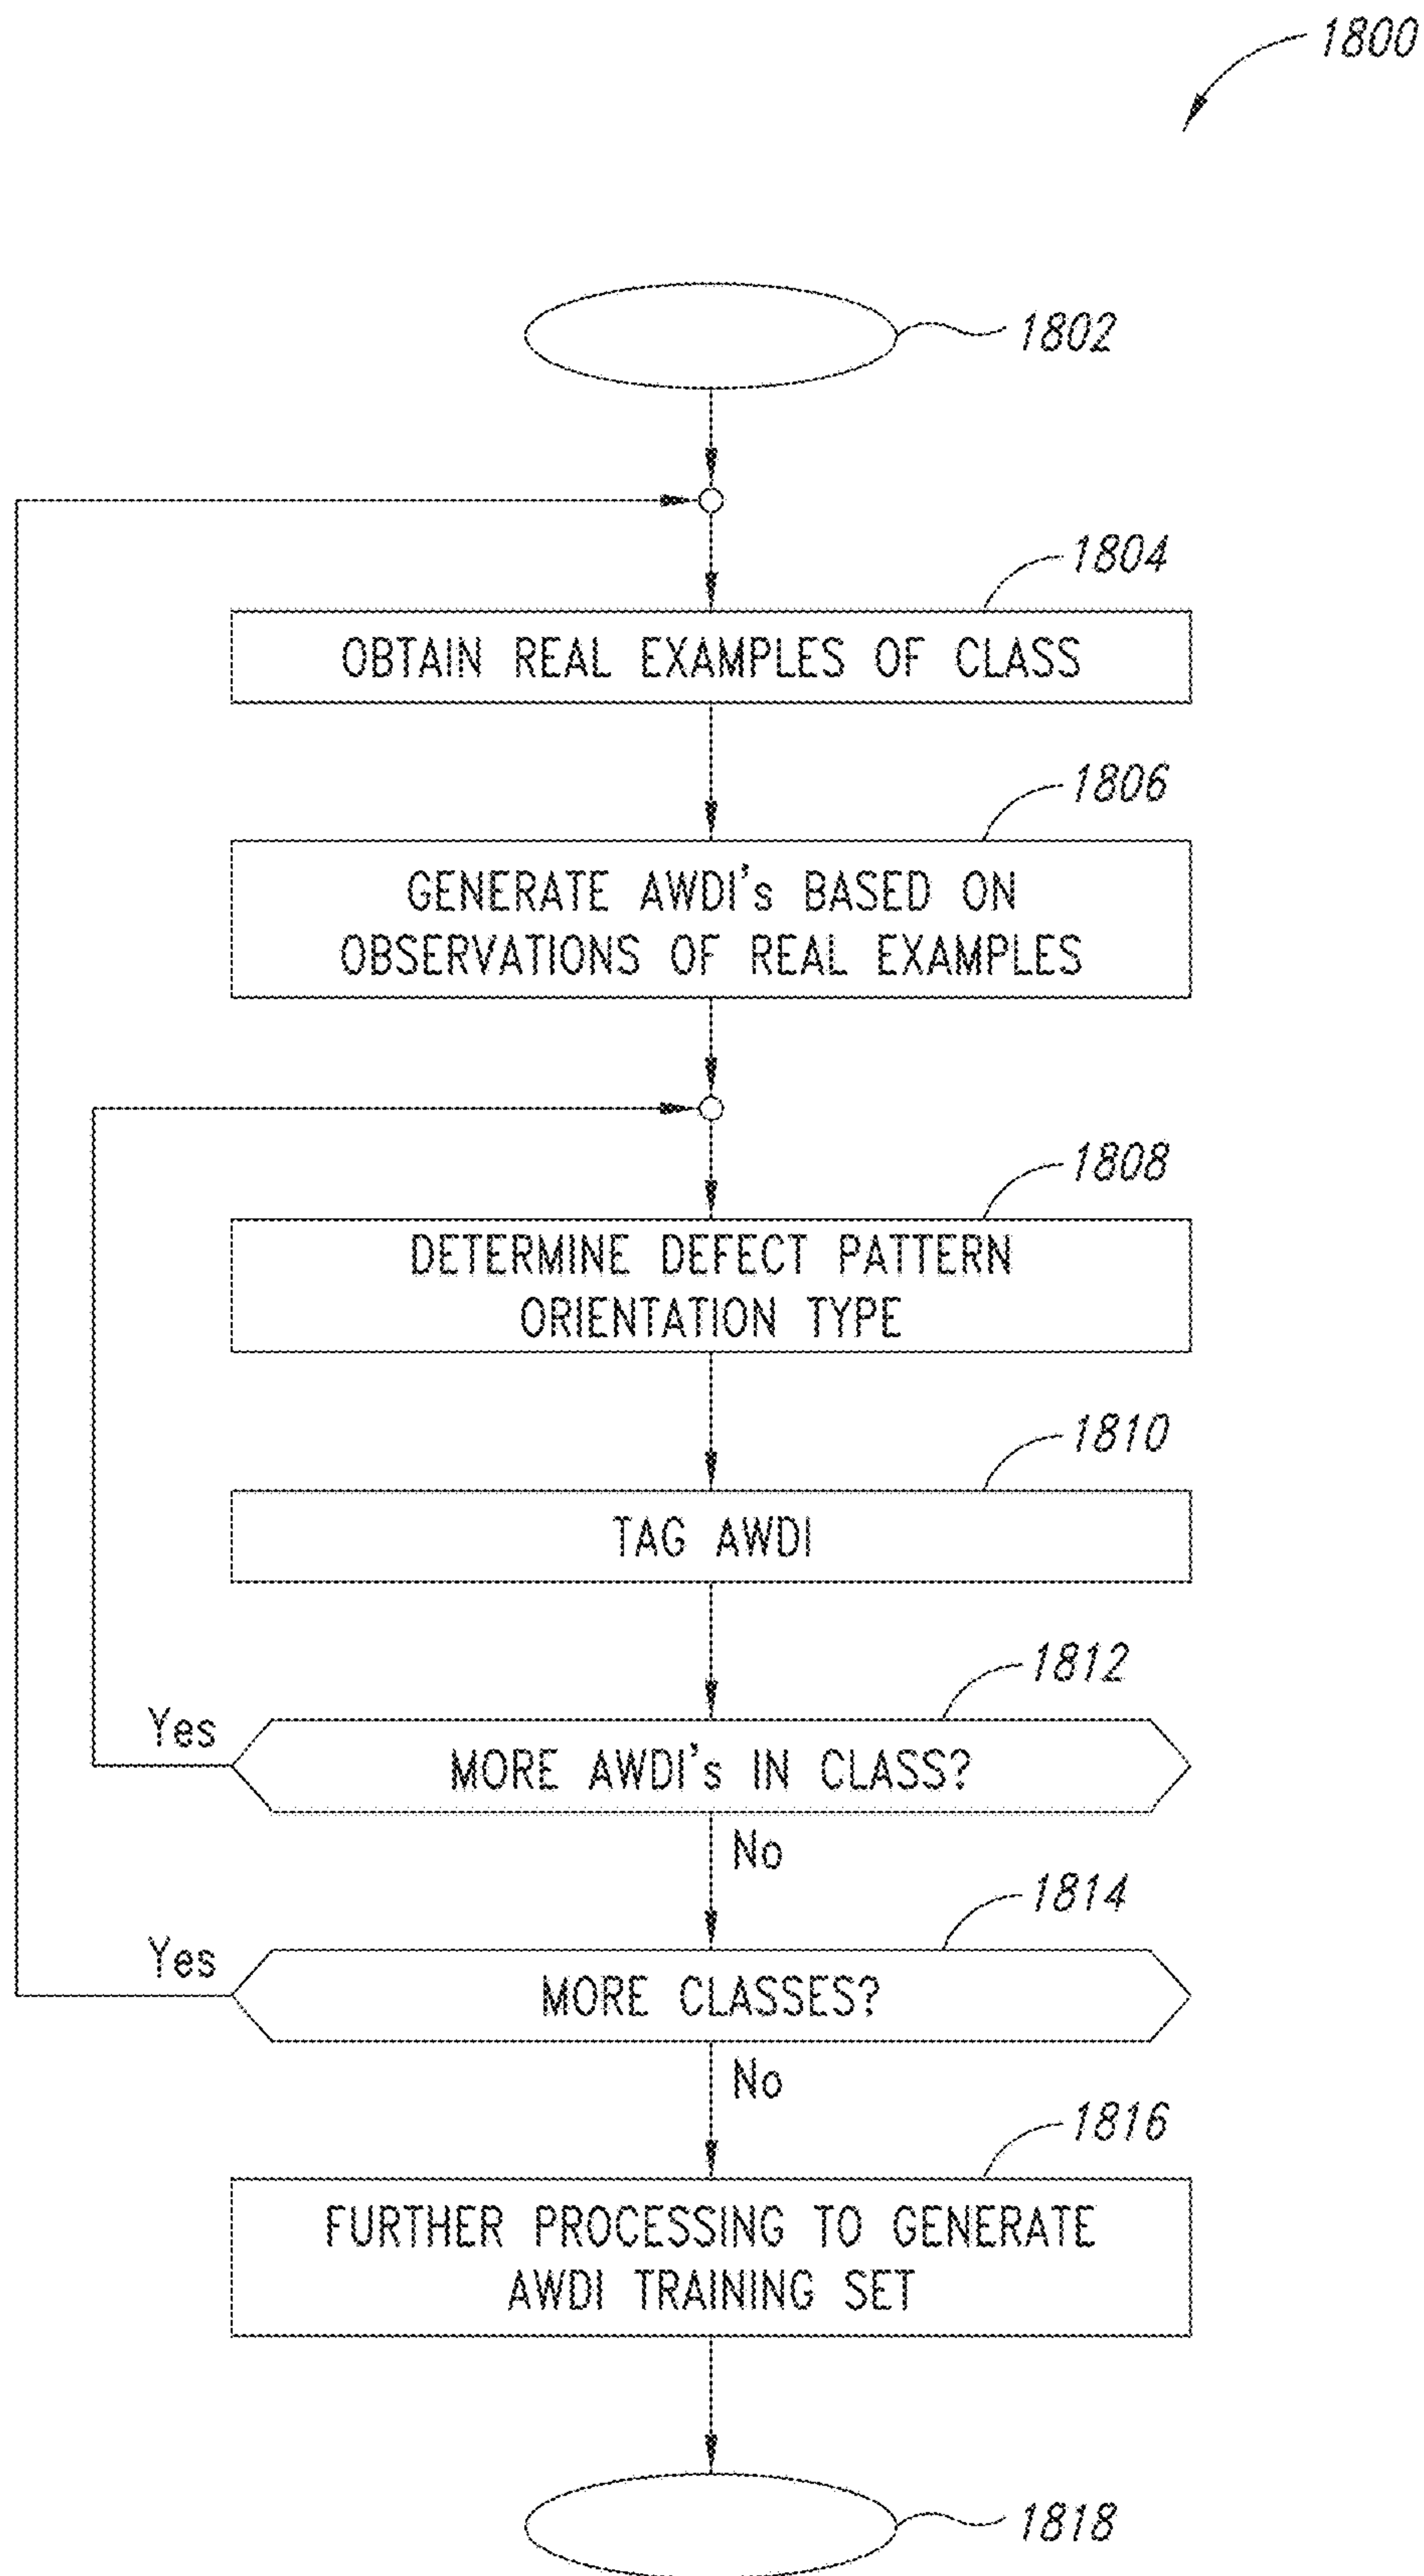 1800
1802
1804
OBTAIN REAL EXAMPLES OF CLASS
1806
GENERATE AWDI's BASED ON
OBSERVATIONS OF REAL EXAMPLES
1808
DETERMINE DEFECT PATTERN
ORIENTATION TYPE
1810
TAG AWDI
1812
Yes
MORE AWDI's IN CLASS?
No
1814
Yes
MORE CLASSES?
No
1816
FURTHER PROCESSING TO GENERATE
AWDI TRAINING SET
1818